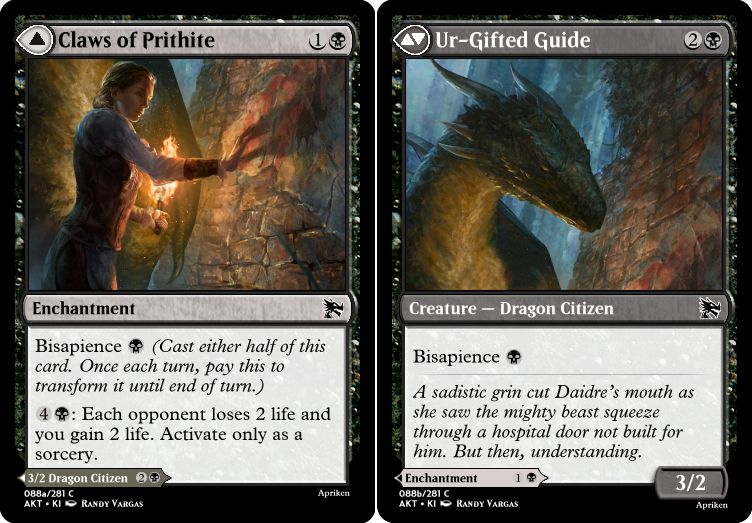 Claws of Prithite 1
Enchantment
Bisapience (Cast either half of this
card. Once each turn, pay this to
transform it until end of turn.)
4 : Each opponent loses 2 life and
you gain 2 life. Activate only as a
sorcery.
3/2 Dragon Citizen 2
088a/281 C
AKT • KI Randy Vargas
Apriken
Ur-Gifted Guide 2
Creature — Dragon Citizen
Bisapience
A sadistic grin cut Daidre's mouth as
she saw the mighty beast squeeze
through a hospital door not built for
him. But then, understanding.
Enchantment 1
3/2
088b/281 C
AKT • KI Randy Vargas
Apriken